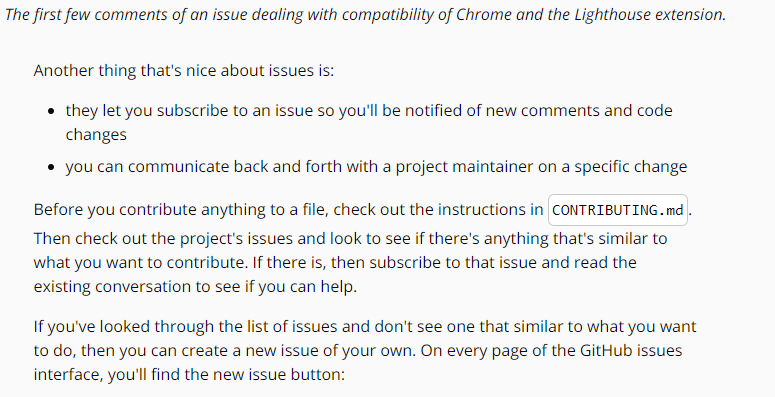 The first few comments of an issue dealing with compatibility of Chrome and the Lighthouse extension.
Another thing that's nice about issues is:
• they let you subscribe to an issue so you'll be notified of new comments and code
changes
• you can communicate back and forth with a project maintainer on a specific change
Before you contribute anything to a file, check out the instructions in CONTRIBUTING.md.
Then check out the project's issues and look to see if there's anything that's similar to
what you want to contribute. If there is, then subscribe to that issue and read the
existing conversation to see if you can help.
If you've looked through the list of issues and don't see one that similar to what you want
to do, then you can create a new issue of your own. On every page of the GitHub issues
interface, you'll find the new issue button: